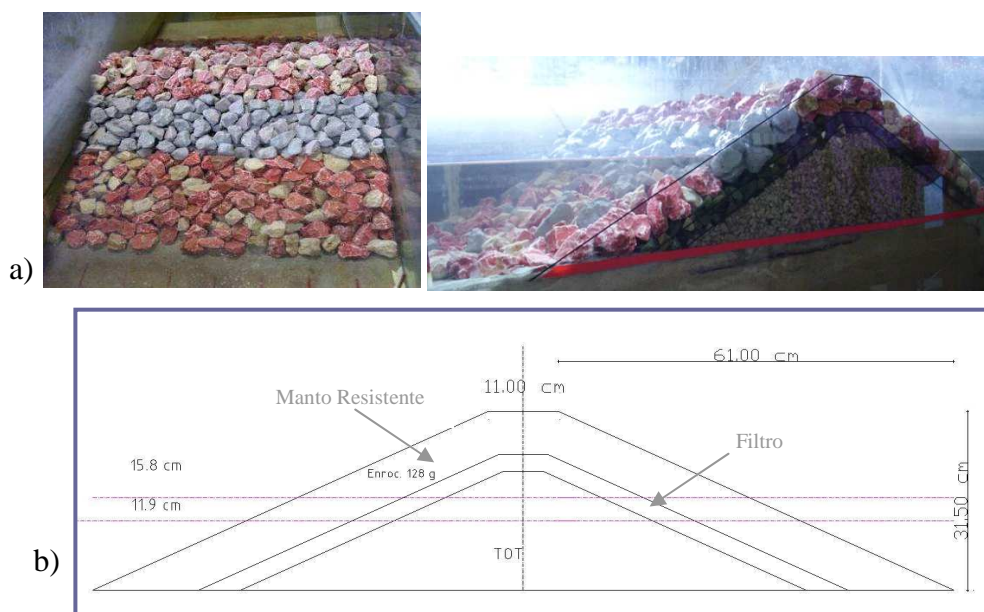 a)
61.00 cm
11.00 cm
Manto Resistente
Filtro
15.8 cm
Enroc. 128 g
11.9 cm
31.50 cm
TOT
b)